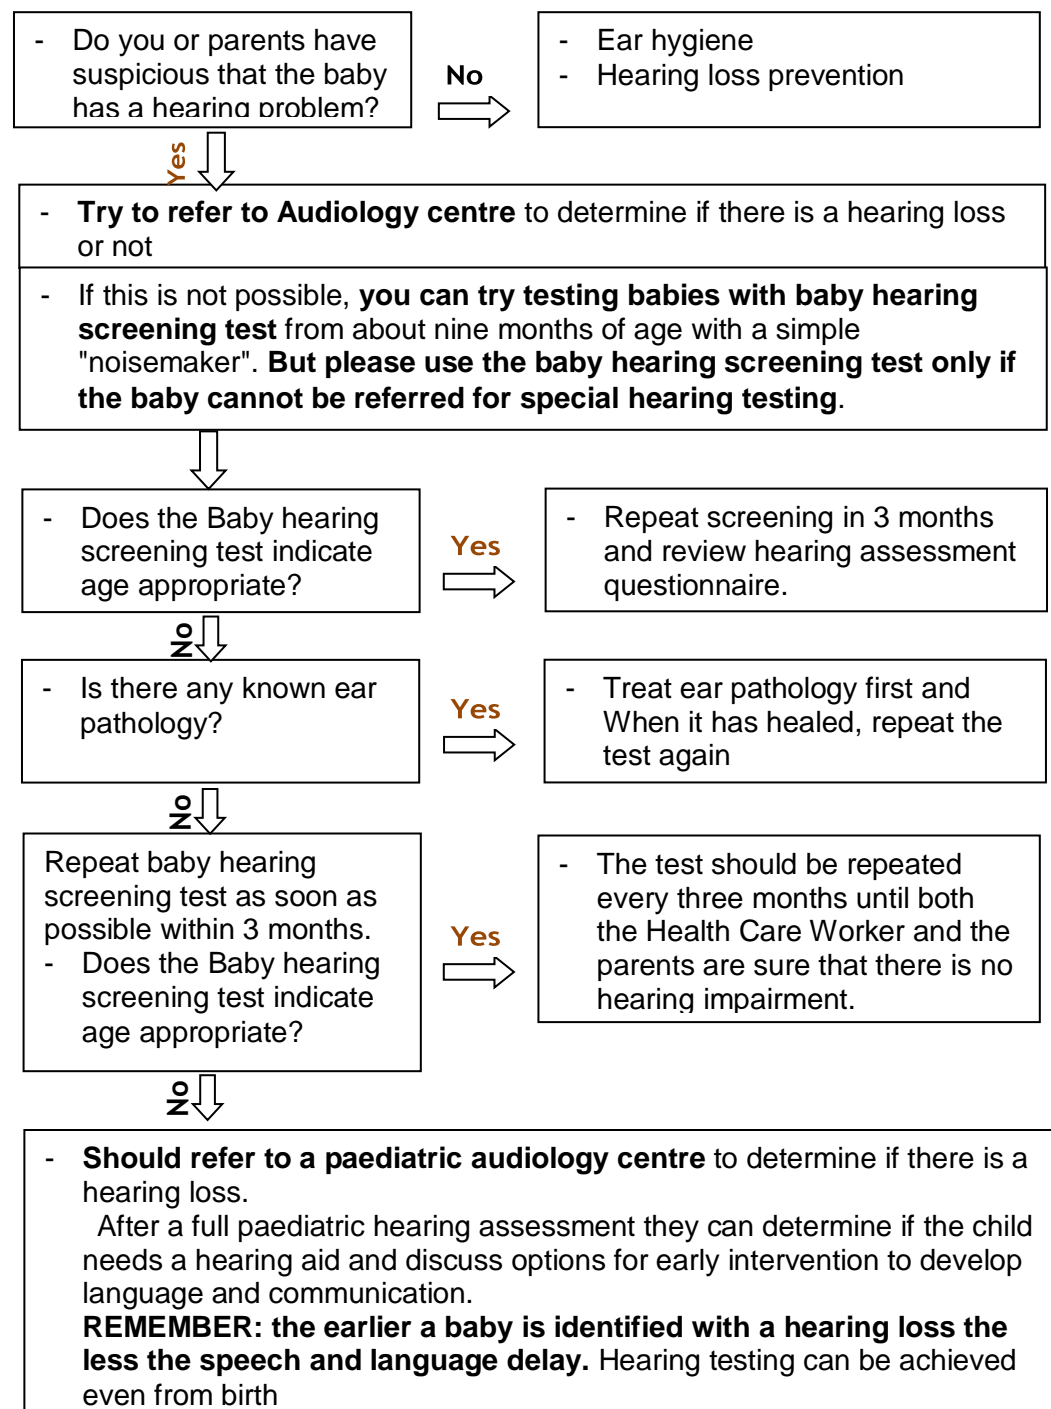 - Do you or parents have
suspicious that the baby
has a hearing problem?
No
- Ear hygiene
- Hearing loss prevention
Yes
- Try to refer to Audiology centre to determine if there is a hearing loss
or not
- If this is not possible, you can try testing babies with baby hearing
screening test from about nine months of age with a simple
"noisemaker". But please use the baby hearing screening test only if
the baby cannot be referred for special hearing testing.
- Does the Baby hearing
screening test indicate
age appropriate?
Yes
- Repeat screening in 3 months
and review hearing assessment
questionnaire.
No
- Is there any known ear
pathology?
Yes
- Treat ear pathology first and
When it has healed, repeat the
test again
No
Repeat baby hearing
screening test as soon as
possible within 3 months.
- Does the Baby hearing
screening test indicate
age appropriate?
Yes
- The test should be repeated
every three months until both
the Health Care Worker and the
parents are sure that there is no
hearing impairment.
No
- Should refer to a paediatric audiology centre to determine if there is a
hearing loss.
After a full paediatric hearing assessment they can determine if the child
needs a hearing aid and discuss options for early intervention to develop
language and communication.
REMEMBER: the earlier a baby is identified with a hearing loss the
less the speech and language delay. Hearing testing can be achieved
even from birth